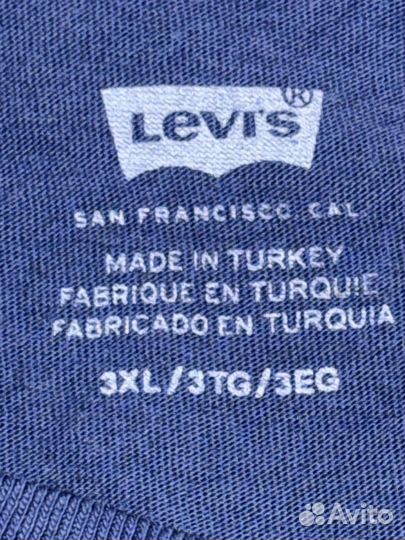 Levi's ®
SAN FRANCISCO CAL.
MADE IN TURKEY
FABRIQUE EN TURQUIE
FABRICADO EN TURQUIA
3XL/3TG/3EG
Avito